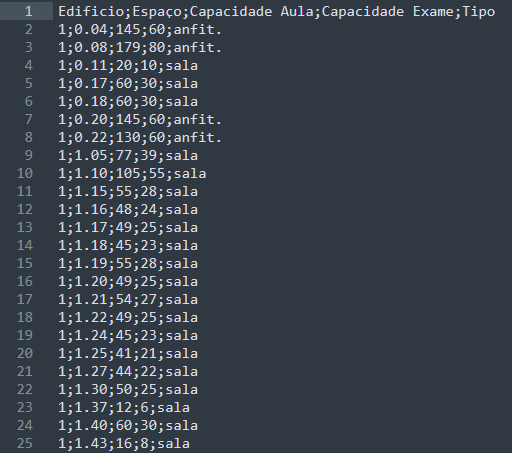 1 Edificio;Espaço;Capacidade Aula;Capacidade Exame;Tipo
2 1;0.04;145;60;anfit.
3 1;0.08;179;80;anfit.
4 1;0.11;20;10;sala
5 1;0.17;60;30;sala
6 1;0.18;60;30;sala
7 1;0.20;145;60;anfit.
8 1;0.22;130;60;anfit.
9 1;1.05;77;39;sala
10 1;1.10;105;55;sala
11 1;1.15;55;28;sala
12 1;1.16;48;24;sala
13 1;1.17;49;25;sala
14 1;1.18;45;23;sala
15 1;1.19;55;28;sala
16 1;1.20;49;25;sala
17 1;1.21;54;27;sala
18 1;1.22;49;25;sala
19 1;1.24;45;23;sala
20 1;1.25;41;21;sala
21 1;1.27;44;22;sala
22 1;1.30;50;25;sala
23 1;1.37;12;6;sala
24 1;1.40;60;30;sala
25 1;1.43;16;8;sala